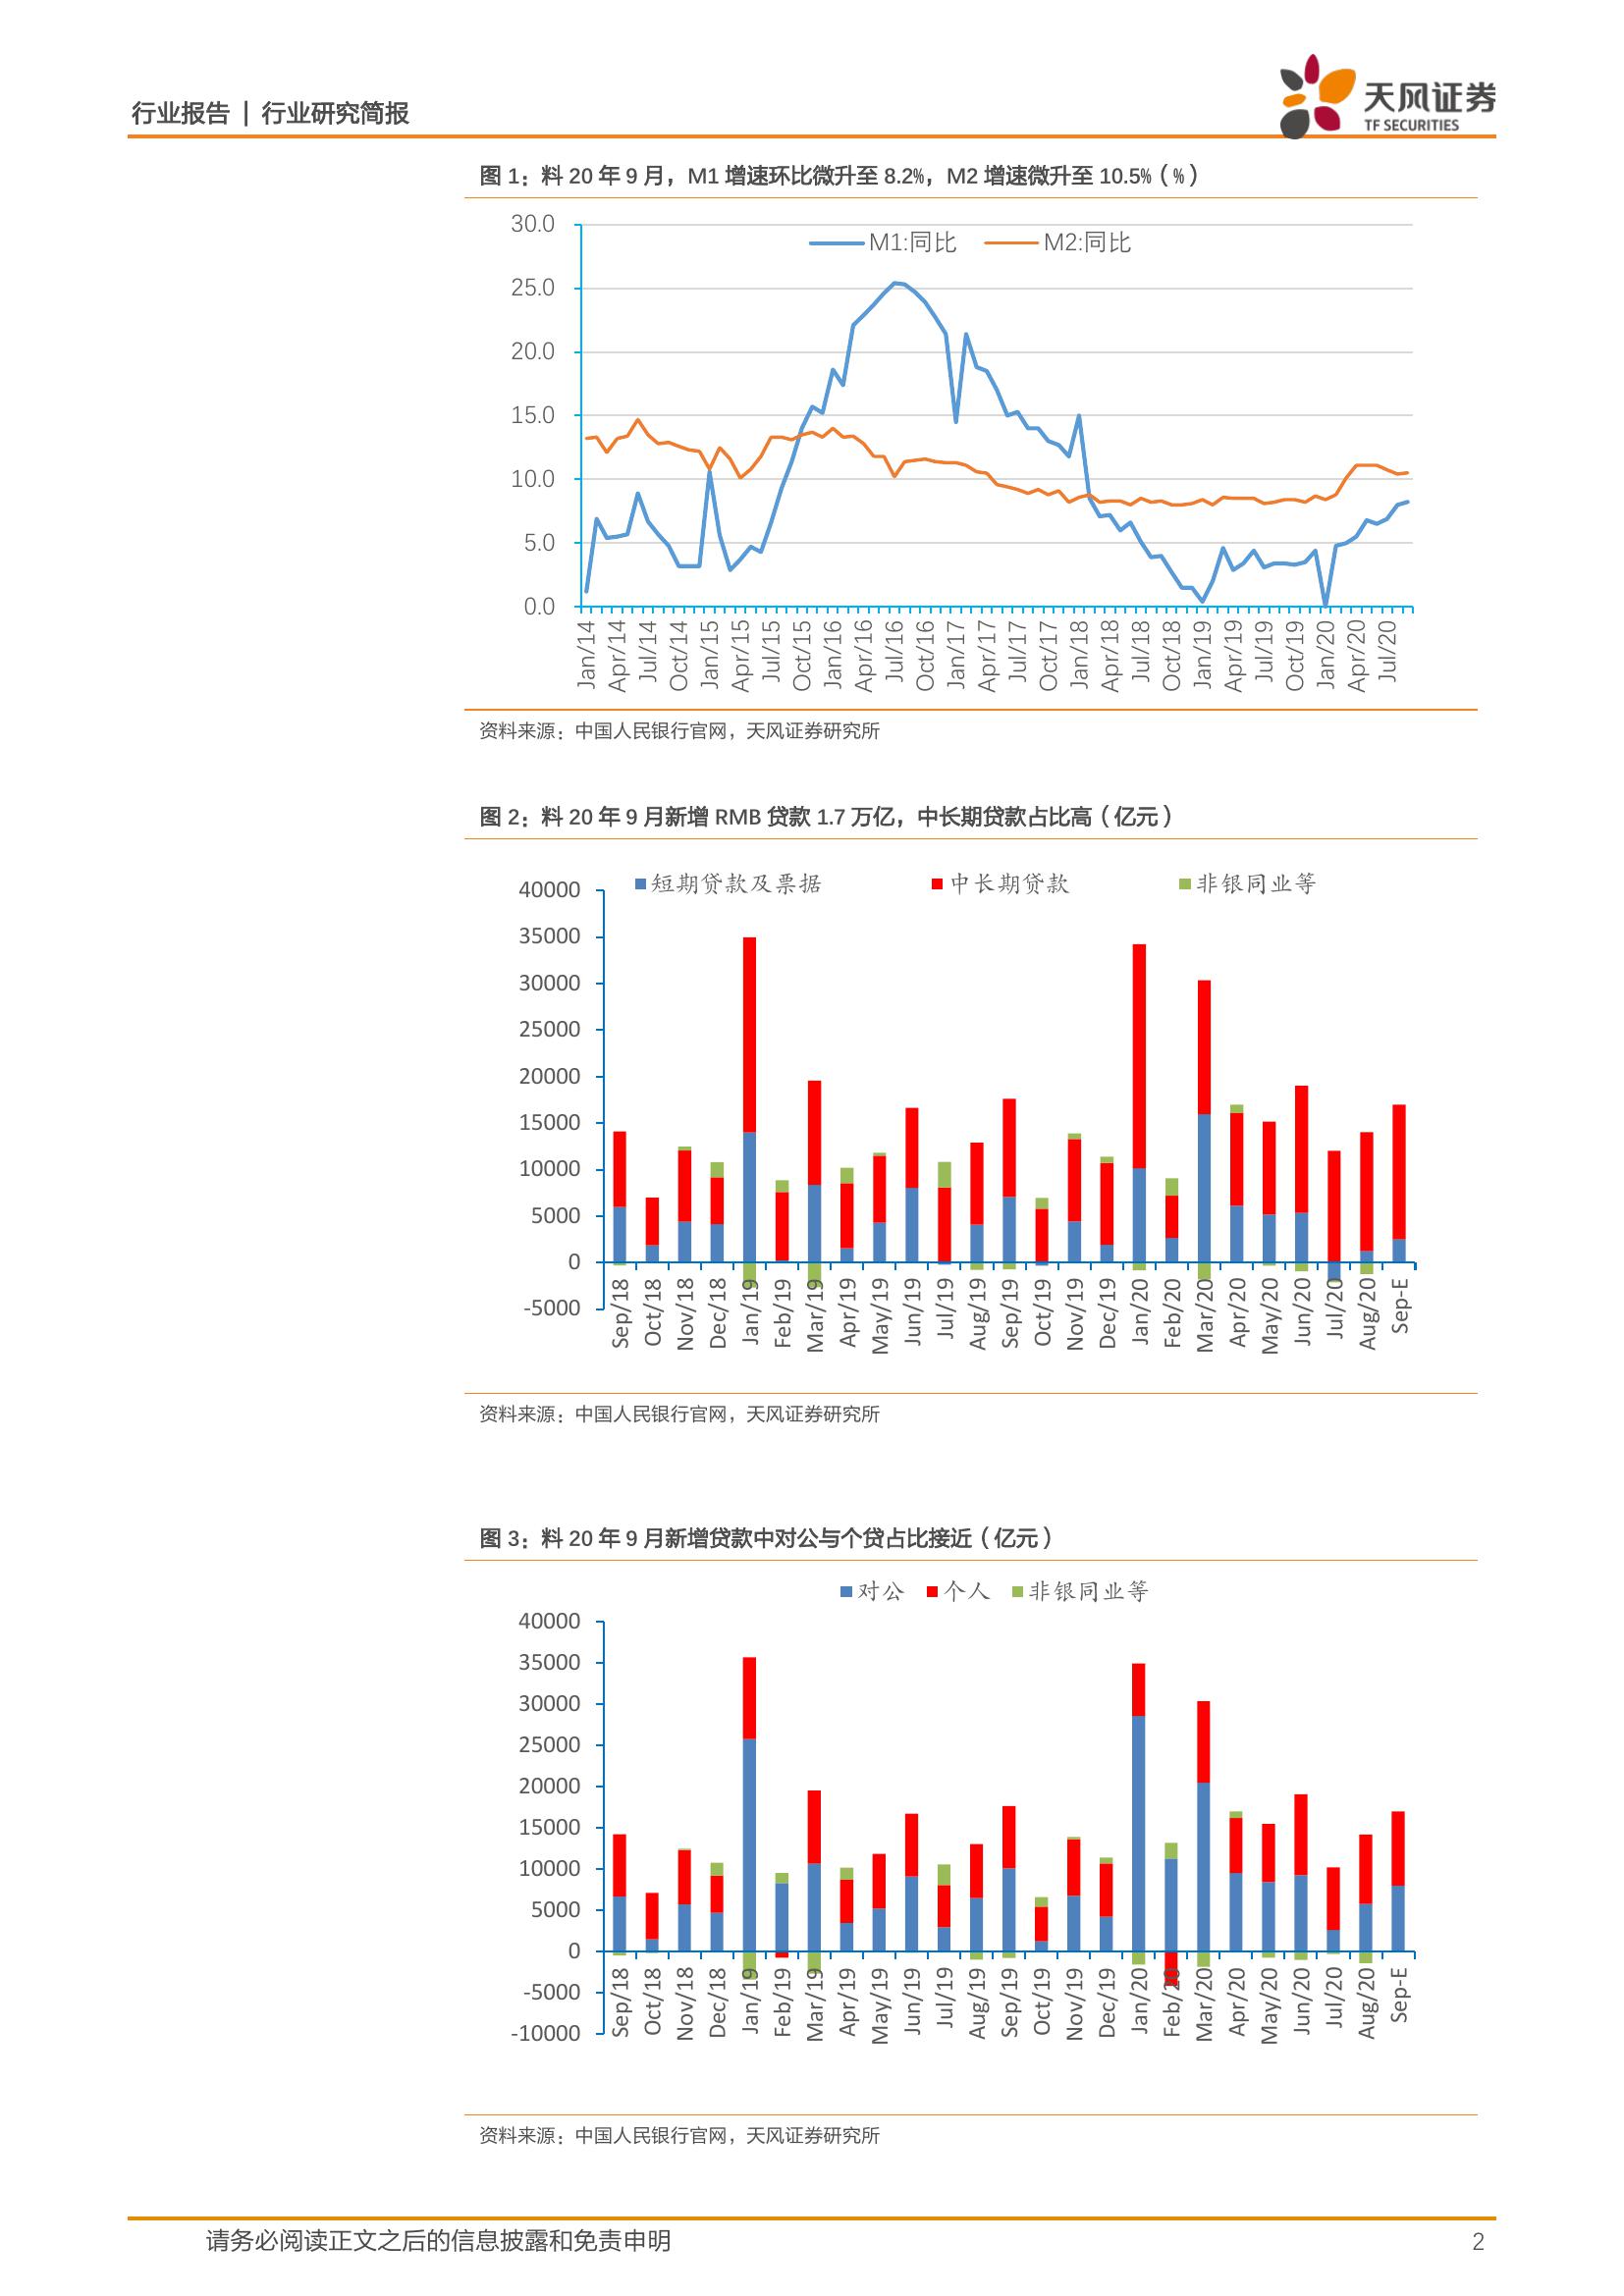 行业报告 | 行业研究简报
天风证券
TF SECURITIES
图 1：料 20 年 9 月，M1 增速环比微升至 8.2%，M2 增速微升至 10.5%（%）
M1:同比 M2:同比
30.0
25.0
20.0
15.0
10.0
5.0
0.0
Jan/14 Apr/14 Jul/14 Oct/14 Jan/15 Apr/15 Jul/15 Oct/15 Jan/16 Apr/16 Jul/16 Oct/16 Jan/17 Apr/17 Jul/17 Oct/17 Jan/18 Apr/18 Jul/18 Oct/18 Jan/19 Apr/19 Jul/19 Oct/19 Jan/20 Apr/20 Jul/20
资料来源：中国人民银行官网，天风证券研究所
图 2：料 20 年 9 月新增 RMB 贷款 1.7 万亿，中长期贷款占比高（亿元）
短期贷款及票据 中长期贷款 非银同业等
40000
35000
30000
25000
20000
15000
10000
5000
0
-5000
Sep/18 Oct/18 Nov/18 Dec/18 Jan/19 Feb/19 Mar/19 Apr/19 May/19 Jun/19 Jul/19 Aug/19 Sep/19 Oct/19 Nov/19 Dec/19 Jan/20 Feb/20 Mar/20 Apr/20 May/20 Jun/20 Jul/20 Aug/20 Sep-E
资料来源：中国人民银行官网，天风证券研究所
图 3：料 20 年 9 月新增贷款中对公与个贷占比接近（亿元）
对公 个人 非银同业等
40000
35000
30000
25000
20000
15000
10000
5000
0
-5000
-10000
Sep/18 Oct/18 Nov/18 Dec/18 Jan/19 Feb/19 Mar/19 Apr/19 May/19 Jun/19 Jul/19 Aug/19 Sep/19 Oct/19 Nov/19 Dec/19 Jan/20 Feb/20 Mar/20 Apr/20 May/20 Jun/20 Jul/20 Aug/20 Sep-E
资料来源：中国人民银行官网，天风证券研究所
请务必阅读正文之后的信息披露和免责申明 2